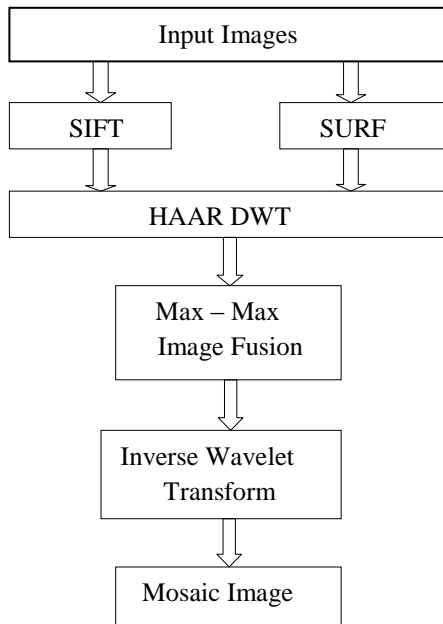 Input Images
SIFT
SURF
HAAR DWT
Max – Max
Image Fusion
Inverse Wavelet
Transform
Mosaic Image